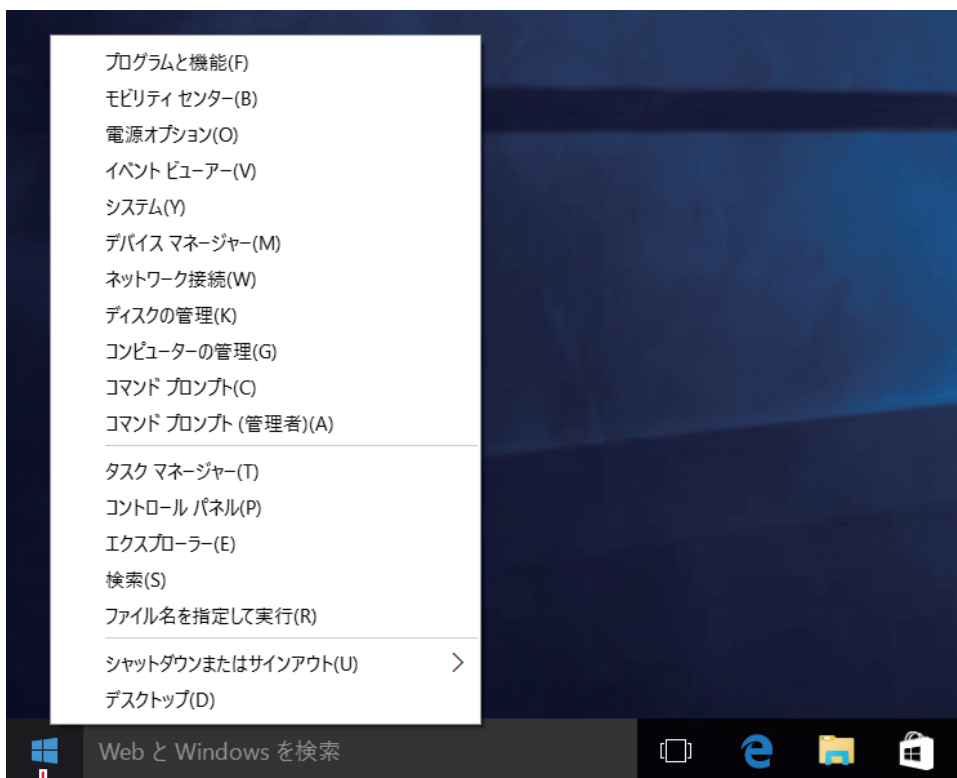 プログラムと機能(F)
モビリティ センター(B)
電源オプション(O)
イベント ビューアー(V)
システム(Y)
デバイス マネージャー(M)
ネットワーク接続(W)
ディスクの管理(K)
コンピューターの管理(G)
コマンド プロンプト(C)
コマンド プロンプト (管理者)(A)
タスク マネージャー(T)
コントロール パネル(P)
エクスプローラー(E)
検索(S)
ファイル名を指定して実行(R)
シャットダウンまたはサインアウト(U)
デスクトップ(D)
Web と Windows を検索